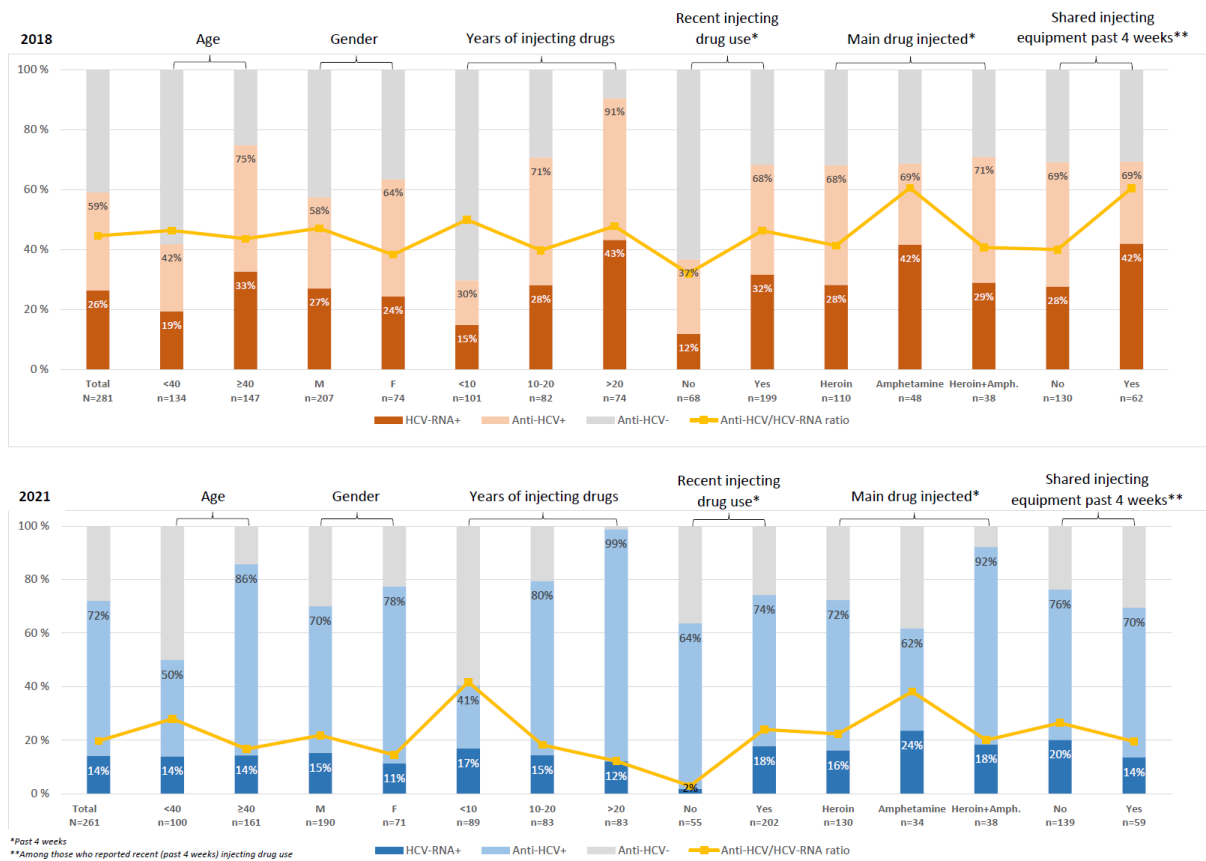 2018
Age
Gender
Years of injecting drugs
Recent injecting
drug use*
Main drug injected*
Shared injecting
equipment past 4 weeks**
100 %
80 %
60 %
40 %
20 %
0 %
59% 42% 75% 58% 64% 30% 71% 91% 37% 68% 68% 69% 71% 69% 69%
26% 19% 33% 27% 24% 15% 28% 43% 12% 32% 28% 42% 29% 28% 42%
Total <40 ≥40 M F <10 10-20 >20 No Yes Heroin Amphetamine Heroin+Amph. No Yes
N=281 n=134 n=147 n=207 n=74 n=101 n=82 n=74 n=68 n=199 n=110 n=48 n=38 n=130 n=62
HCV-RNA+ Anti-HCV+ Anti-HCV- Anti-HCV/HCV-RNA ratio
2021
Age
Gender
Years of injecting drugs
Recent injecting
drug use*
Main drug injected*
Shared injecting
equipment past 4 weeks**
100 %
80 %
60 %
40 %
20 %
0 %
72% 50% 86% 70% 78% 41% 80% 99% 64% 74% 72% 62% 92% 76% 70%
14% 14% 14% 15% 11% 17% 15% 12% 2% 18% 16% 24% 18% 20% 14%
Total <40 ≥40 M F <10 10-20 >20 No Yes Heroin Amphetamine Heroin+Amph. No Yes
N=261 n=100 n=161 n=190 n=71 n=89 n=83 n=83 n=55 n=202 n=130 n=34 n=38 n=139 n=59
*Past 4 weeks
**Among those who reported recent (past 4 weeks) injecting drug use
HCV-RNA+ Anti-HCV+ Anti-HCV- Anti-HCV/HCV-RNA ratio